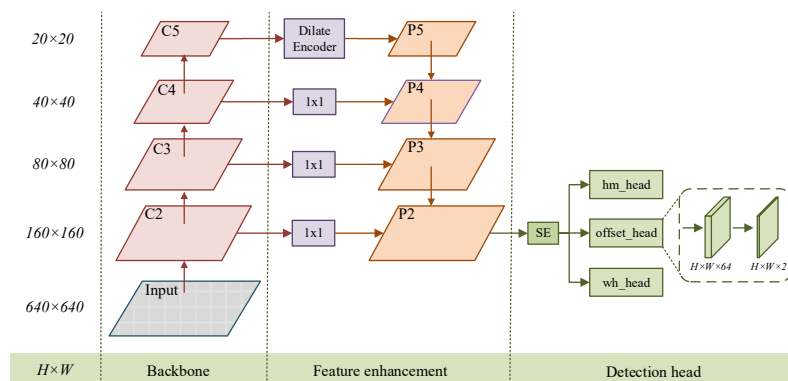 20×20
C5
Dilate
Encoder
P5
40×40
C4
1x1
P4
80×80
C3
1x1
P3
hm_head
160×160
C2
1x1
P2
SE
offset_head
H×W×64
H×W×2
wh_head
640×640
Input
H×W
Backbone
Feature enhancement
Detection head